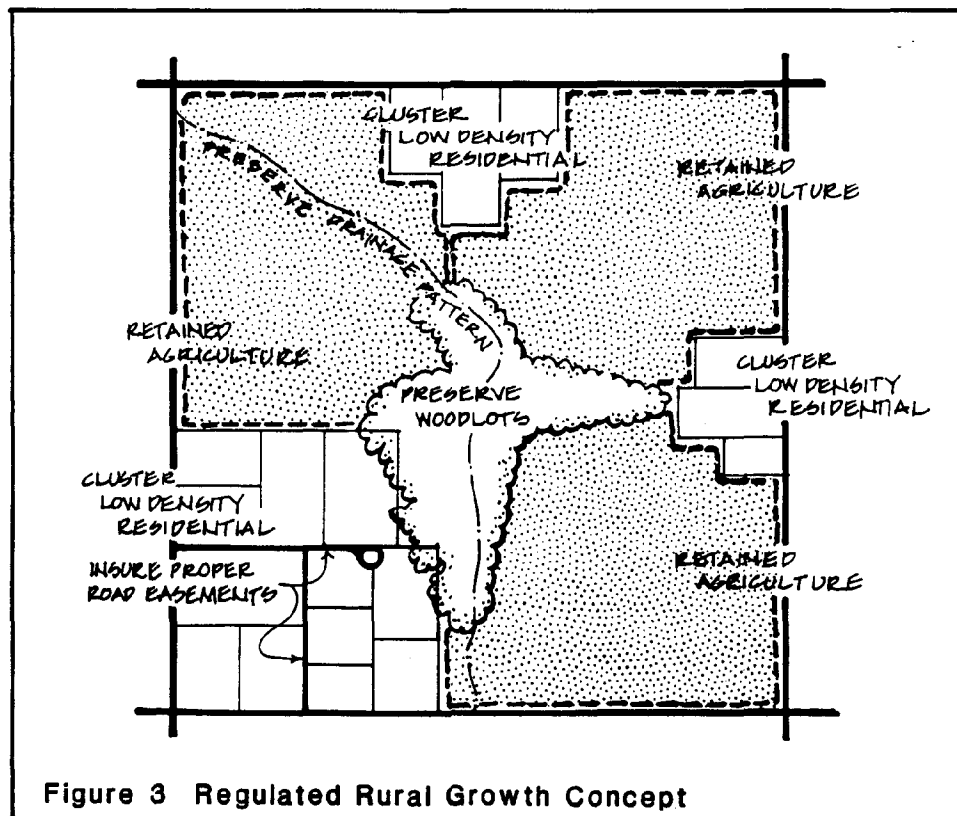 CLUSTER
LOW DENSITY
RESIDENTIAL
RETAINED
AGRICULTURE
PRESERVE DRAINAGE PATTERN
RETAINED
AGRICULTURE
PRESERVE
WOODLOTS
CLUSTER
LOW DENSITY
RESIDENTIAL
CLUSTER
LOW DENSITY
RESIDENTIAL
INSURE PROPER
ROAD EASEMENTS
RETAINED
AGRICULTURE
Figure 3 Regulated Rural Growth Concept